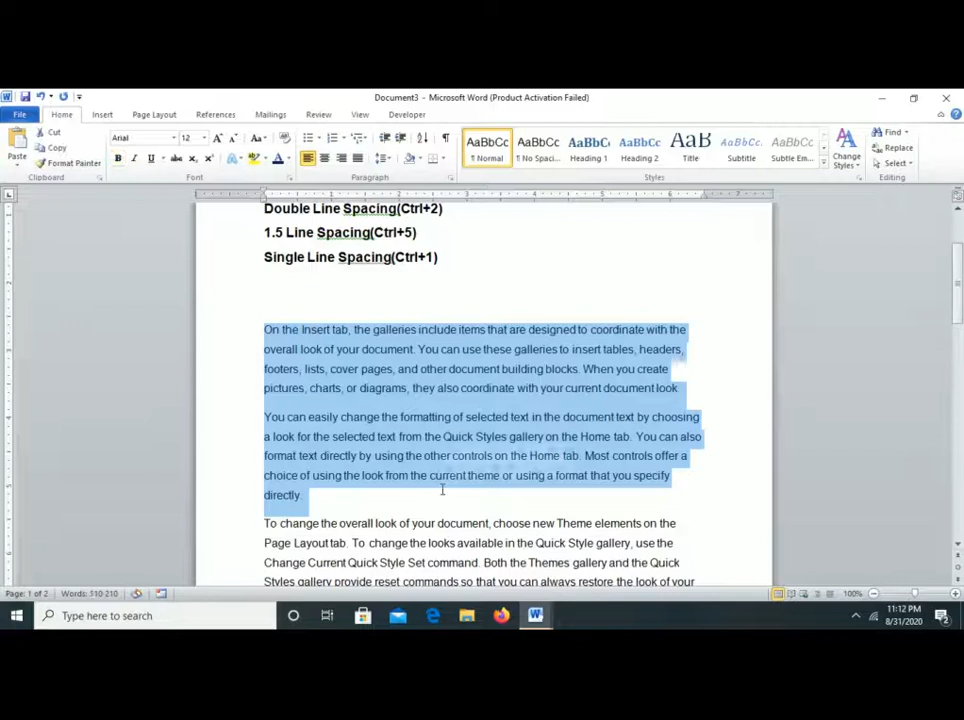 Document3 - Microsoft Word (Product Activation Failed)
File Home Insert Page Layout References Mailings Review View Developer
Paste
Cut
Copy
Format Painter
Clipboard
Arial 12
Font
Paragraph
AaBbCc AaBbCc AaBbC AaBbCc AaB AaBbCc. AaBbCc
¶ Normal ¶ No Spaci... Heading 1 Heading 2 Title Subtitle Subtle Em...
Change Styles
Styles
Find
Replace
Select
Editing
Double Line Spacing(Ctrl+2)
1.5 Line Spacing(Ctrl+5)
Single Line Spacing(Ctrl+1)
On the Insert tab, the galleries include items that are designed to coordinate with the
overall look of your document. You can use these galleries to insert tables, headers,
footers, lists, cover pages, and other document building blocks. When you create
pictures, charts, or diagrams, they also coordinate with your current document look.
You can easily change the formatting of selected text in the document text by choosing
a look for the selected text from the Quick Styles gallery on the Home tab. You can also
format text directly by using the other controls on the Home tab. Most controls offer a
choice of using the look from the current theme or using a format that you specify
directly.
To change the overall look of your document, choose new Theme elements on the
Page Layout tab. To change the looks available in the Quick Style gallery, use the
Change Current Quick Style Set command. Both the Themes gallery and the Quick
Styles gallery provide reset commands so that you can always restore the look of your
Page: 1 of 2 Words: 110/210 100%
Type here to search
11:12 PM
8/31/2020